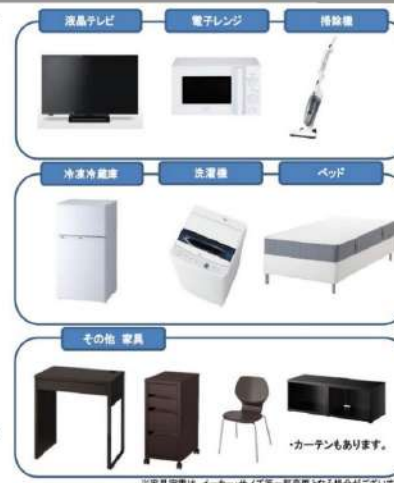 液晶テレビ
電子レンジ
掃除機
冷凍冷蔵庫
洗濯機
ベッド
その他 家具
・カーテンもあります。